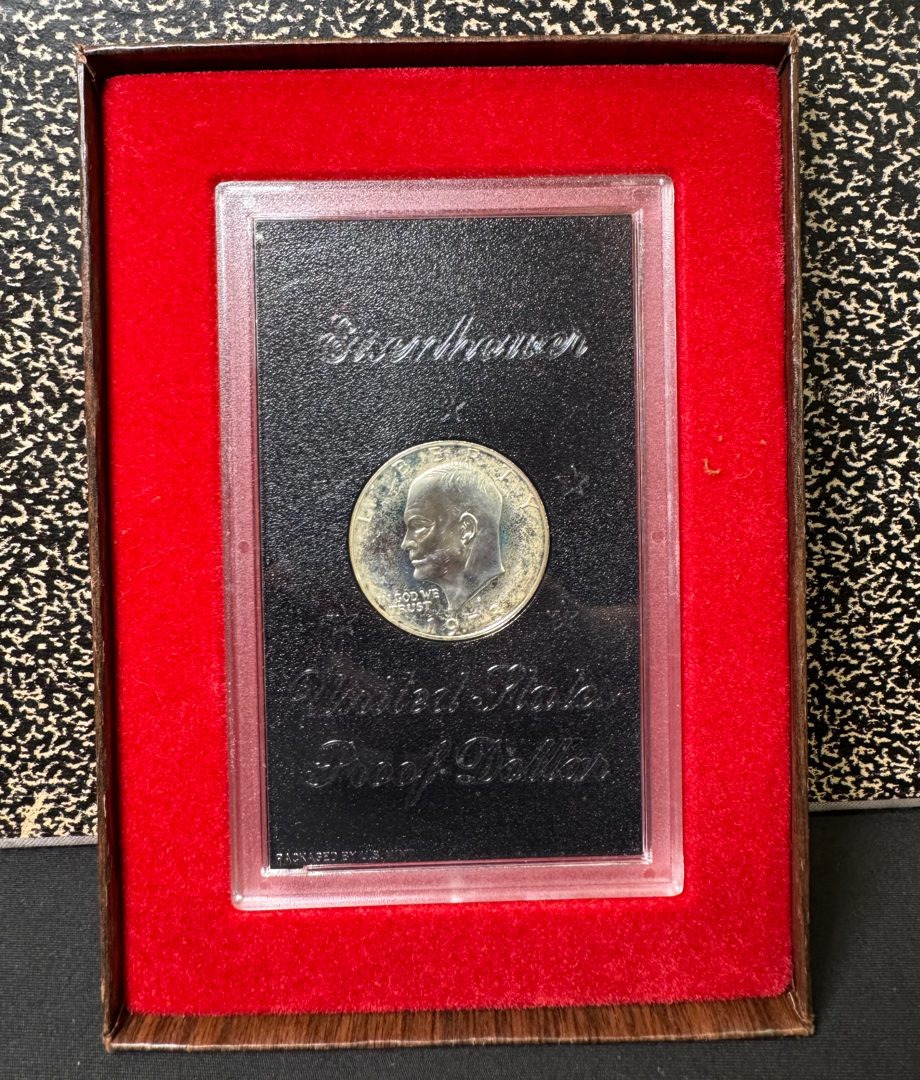 Eisenhower
LIBERTY
IN GOD WE
TRUST
United States
Proof Dollar
PACKAGED BY U.S. MINT